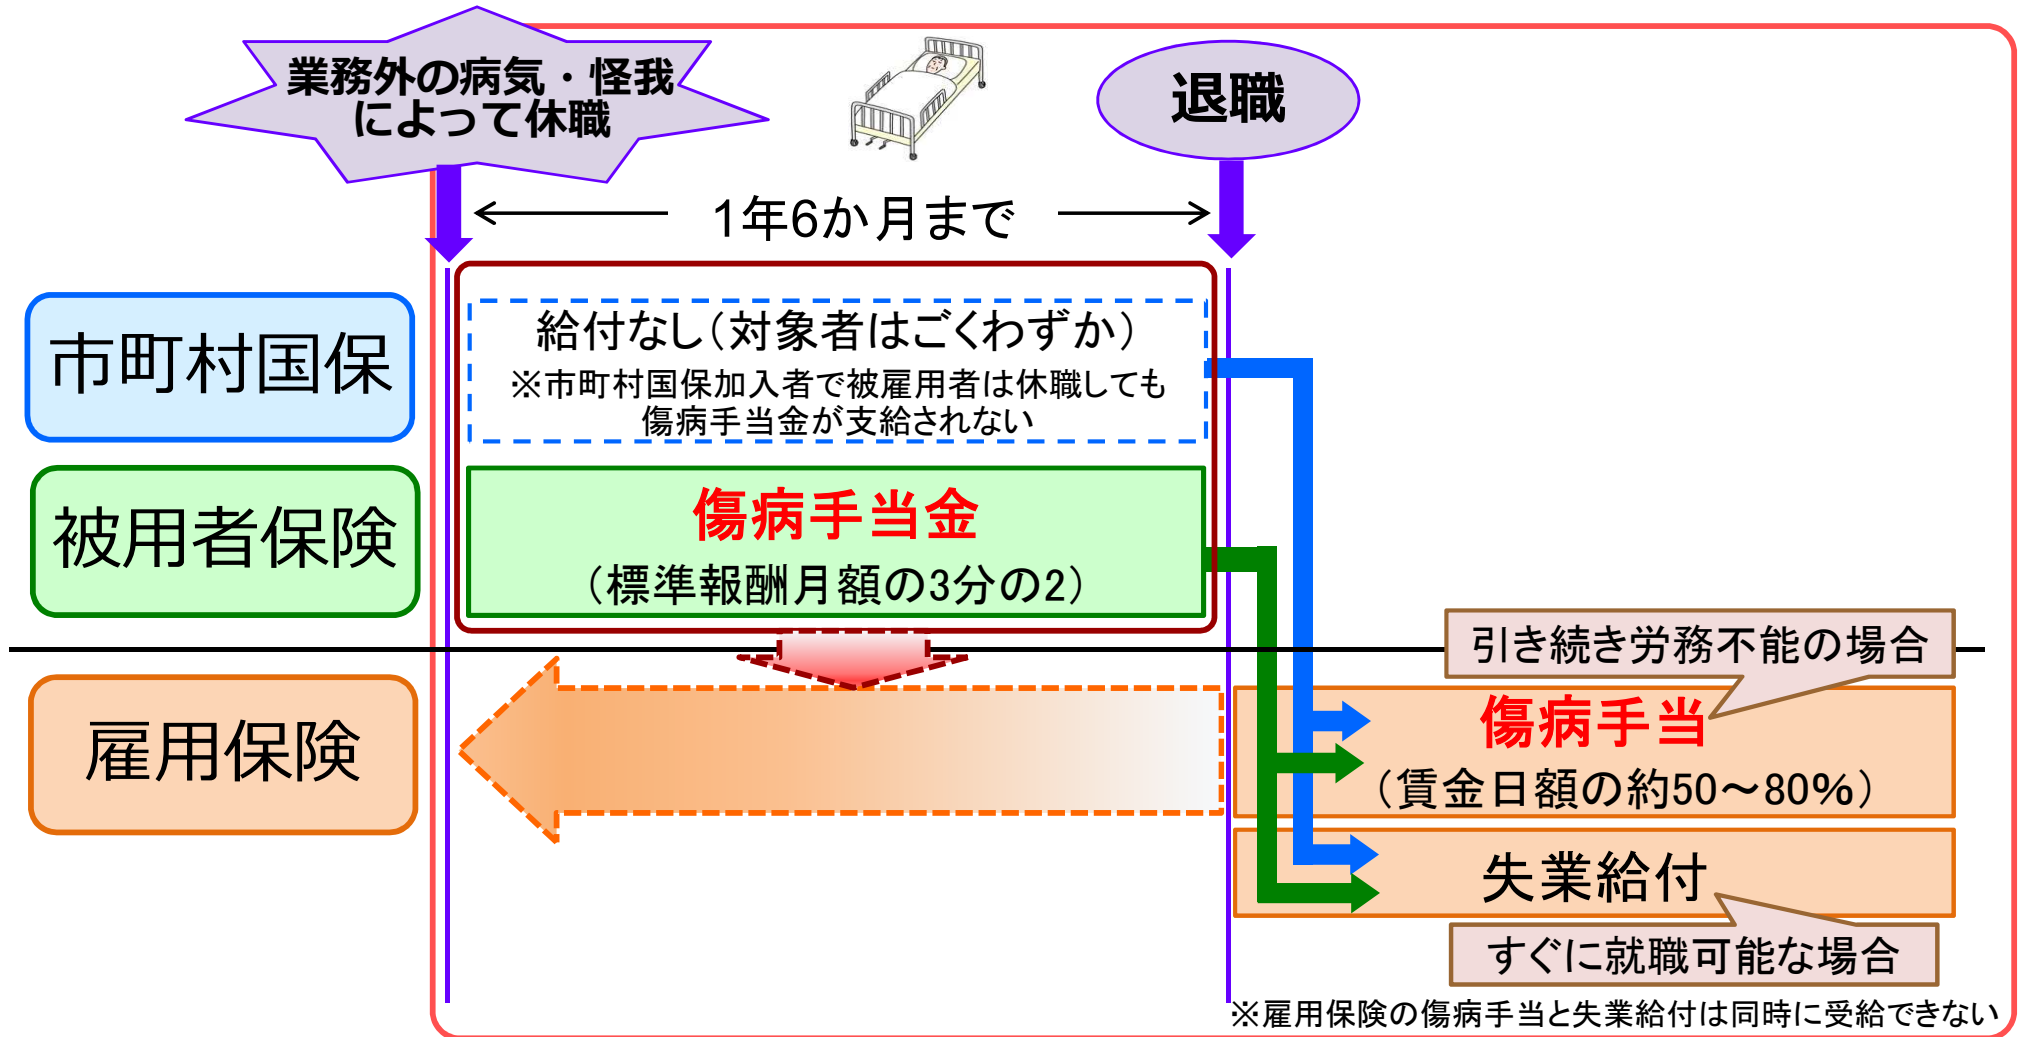 業務外の病気・怪我
によって休職
退職
1年6か月まで
市町村国保
給付なし（対象者はごくわずか）
※市町村国保加入者で被雇用者は休職しても
傷病手当金が支給されない
被用者保険
傷病手当金
（標準報酬月額の3分の2）
雇用保険
引き続き労務不能の場合
傷病手当
（賃金日額の約50～80%）
失業給付
すぐに就職可能な場合
※雇用保険の傷病手当と失業給付は同時に受給できない